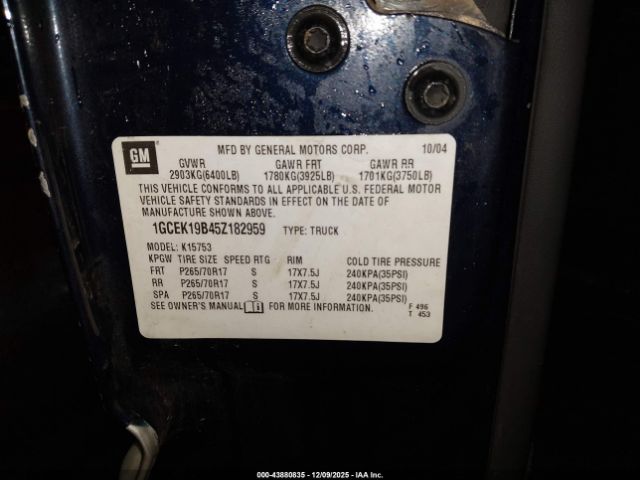 GM
MFD BY GENERAL MOTORS CORP. 10/04
GVWR GAWR FRT GAWR RR
2903KG(6400LB) 1780KG(3925LB) 1701KG(3750LB)
THIS VEHICLE CONFORMS TO ALL APPLICABLE U.S. FEDERAL MOTOR
VEHICLE SAFETY STANDARDS IN EFFECT ON THE DATE OF
MANUFACTURE SHOWN ABOVE.
1GCEK19B45Z182959 TYPE: TRUCK
MODEL: K15753
KPGW TIRE SIZE SPEED RTG RIM COLD TIRE PRESSURE
FRT P265/70R17 S 17X7.5J 240KPA(35PSI)
RR P265/70R17 S 17X7.5J 240KPA(35PSI)
SPA P265/70R17 S 17X7.5J 240KPA(35PSI)
SEE OWNER'S MANUAL FOR MORE INFORMATION.
F 496
T 453
000-43880835 - 12/09/2025 - IAA Inc.